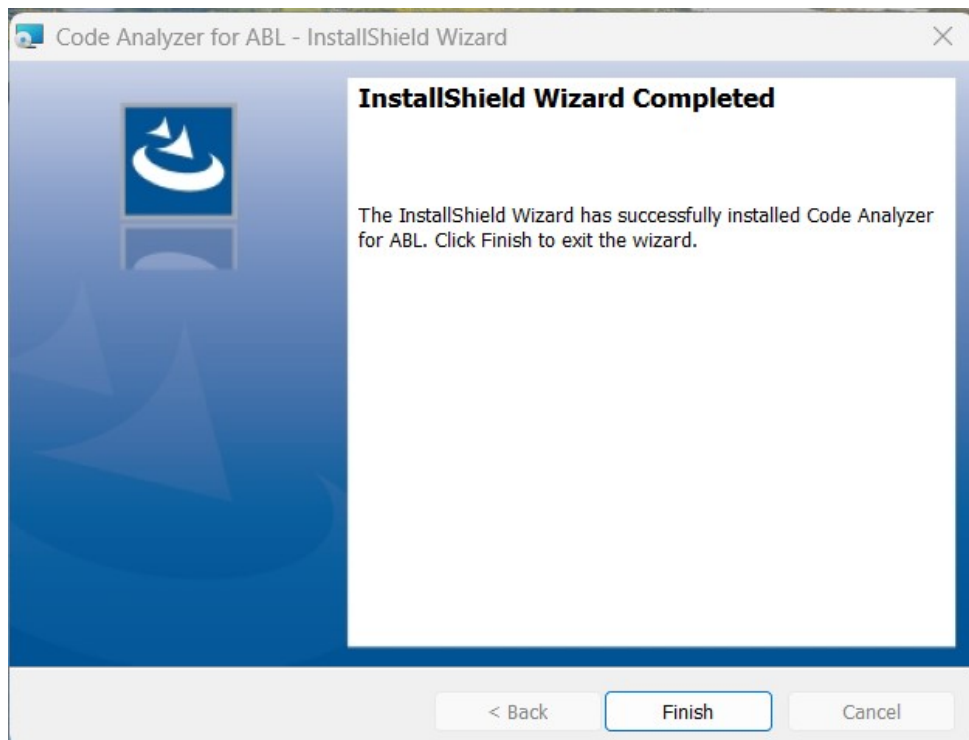 Code Analyzer for ABL - InstallShield Wizard
InstallShield Wizard Completed
The InstallShield Wizard has successfully installed Code Analyzer
for ABL. Click Finish to exit the wizard.
< Back
Finish
Cancel